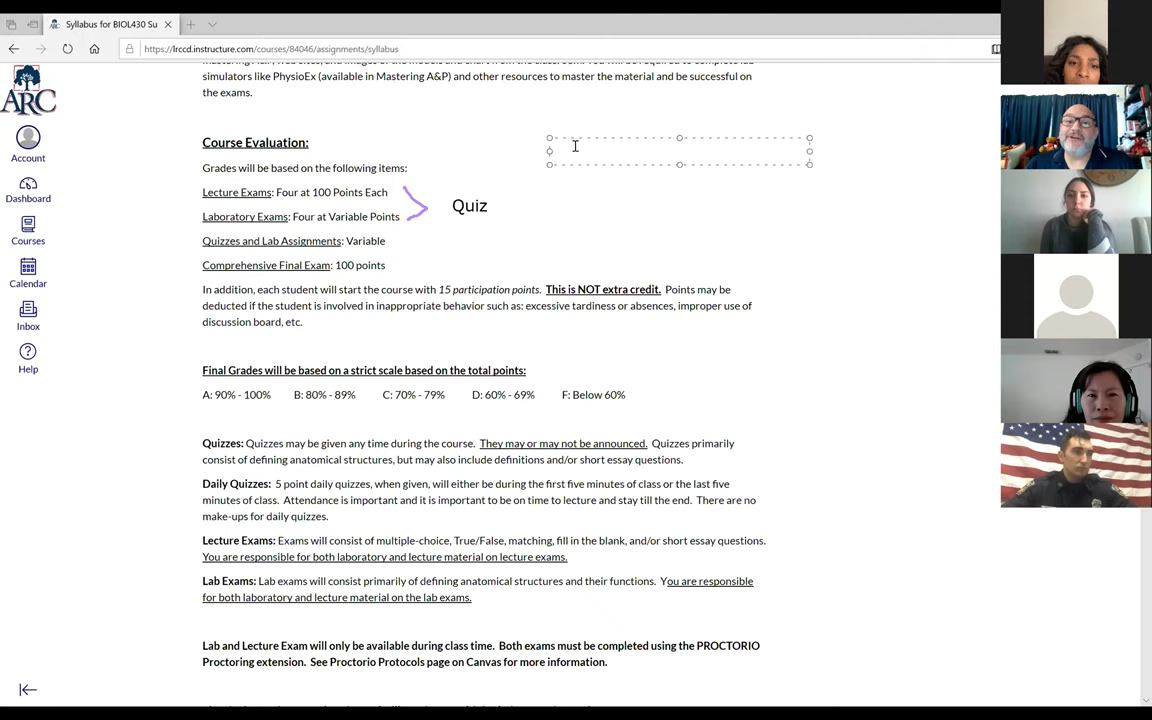 Syllabus for BIOL430 Su
https://lrccd.instructure.com/courses/84046/assignments/syllabus
ARC
Account
Dashboard
Courses
Calendar
Inbox
Help
simulators like PhysioEx (available in Mastering A&P) and other resources to master the material and be successful on
the exams.
Course Evaluation:
Grades will be based on the following items:
Lecture Exams: Four at 100 Points Each
Laboratory Exams: Four at Variable Points
Quiz
Quizzes and Lab Assignments: Variable
Comprehensive Final Exam: 100 points
In addition, each student will start the course with 15 participation points. This is NOT extra credit. Points may be
deducted if the student is involved in inappropriate behavior such as: excessive tardiness or absences, improper use of
discussion board, etc.
Final Grades will be based on a strict scale based on the total points:
A: 90% - 100% B: 80% - 89% C: 70% - 79% D: 60% - 69% F: Below 60%
Quizzes: Quizzes may be given any time during the course. They may or may not be announced. Quizzes primarily
consist of defining anatomical structures, but may also include definitions and/or short essay questions.
Daily Quizzes: 5 point daily quizzes, when given, will either be during the first five minutes of class or the last five
minutes of class. Attendance is important and it is important to be on time to lecture and stay till the end. There are no
make-ups for daily quizzes.
Lecture Exams: Exams will consist of multiple-choice, True/False, matching, fill in the blank, and/or short essay questions.
You are responsible for both laboratory and lecture material on lecture exams.
Lab Exams: Lab exams will consist primarily of defining anatomical structures and their functions. You are responsible
for both laboratory and lecture material on the lab exams.
Lab and Lecture Exam will only be available during class time. Both exams must be completed using the PROCTORIO
Proctoring extension. See Proctorio Protocols page on Canvas for more information.